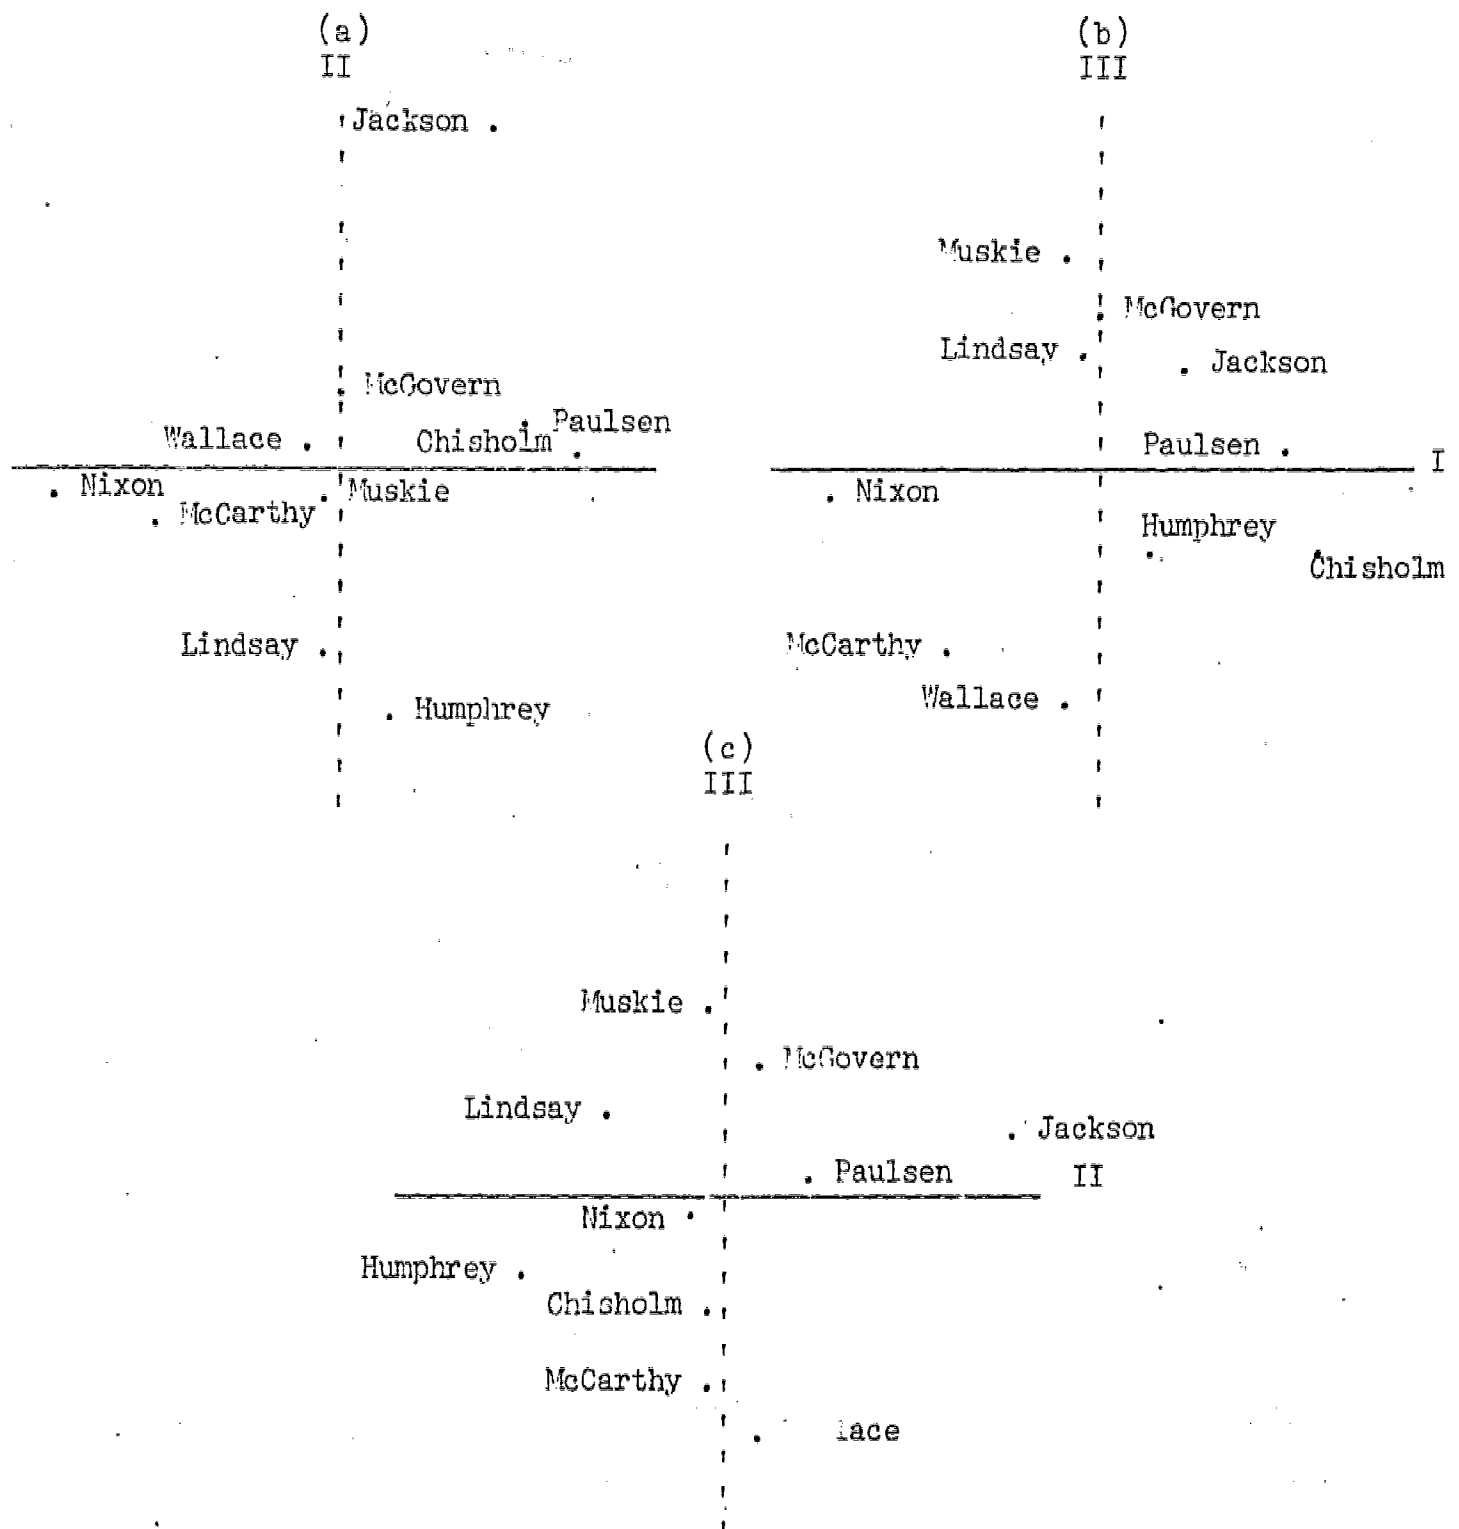 (a)
II
Jackson
McGovern
Wallace
Chisholm
Paulsen
Nixon
Muskie
McCarthy
Lindsay
Humphrey
(b)
III
Muskie
McGovern
Lindsay
Jackson
Paulsen
I
Nixon
Humphrey
Chisholm
McCarthy
Wallace
(c)
III
Muskie
McGovern
Lindsay
Jackson
Paulsen
II
Nixon
Humphrey
Chisholm
McCarthy
lace